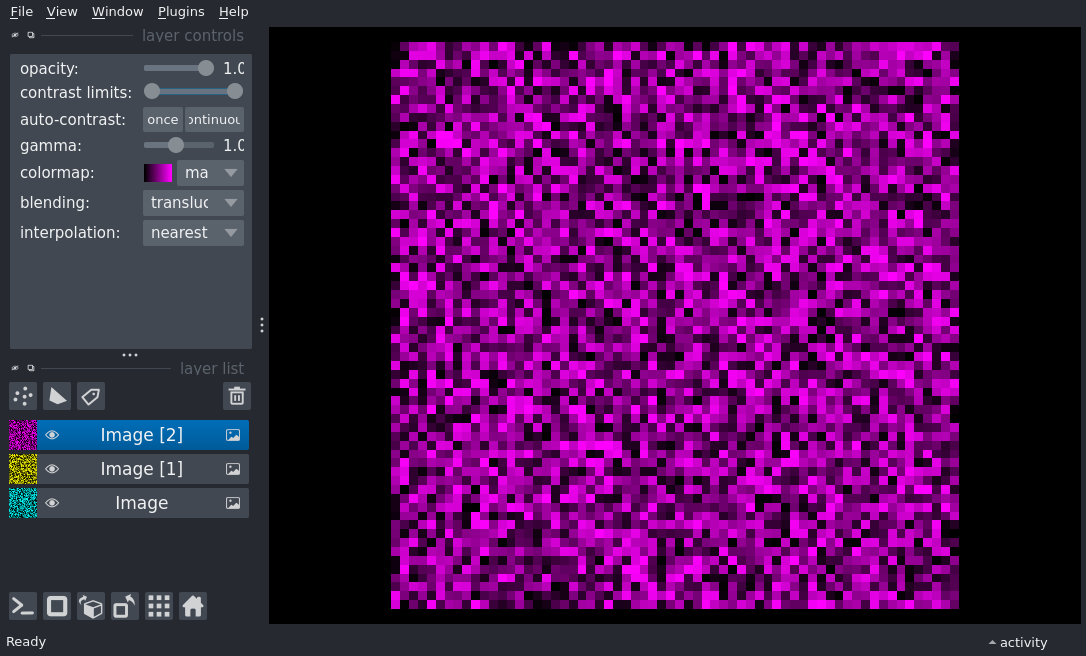 File View Window Plugins Help
layer controls
opacity: 1.0
contrast limits:
auto-contrast: once ontinuou
gamma: 1.0
colormap: ma
blending: transluc
interpolation: nearest
layer list
Image [2]
Image [1]
Image
Ready
activity